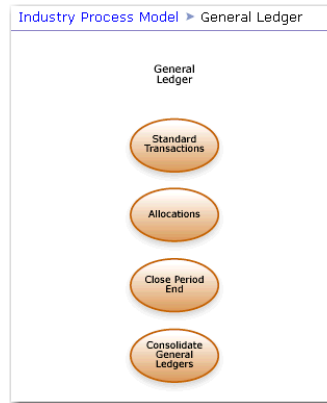 Industry Process Model ➤ General Ledger
General
Ledger
Standard
Transactions
Allocations
Close Period
End
Consolidate
General
Ledgers